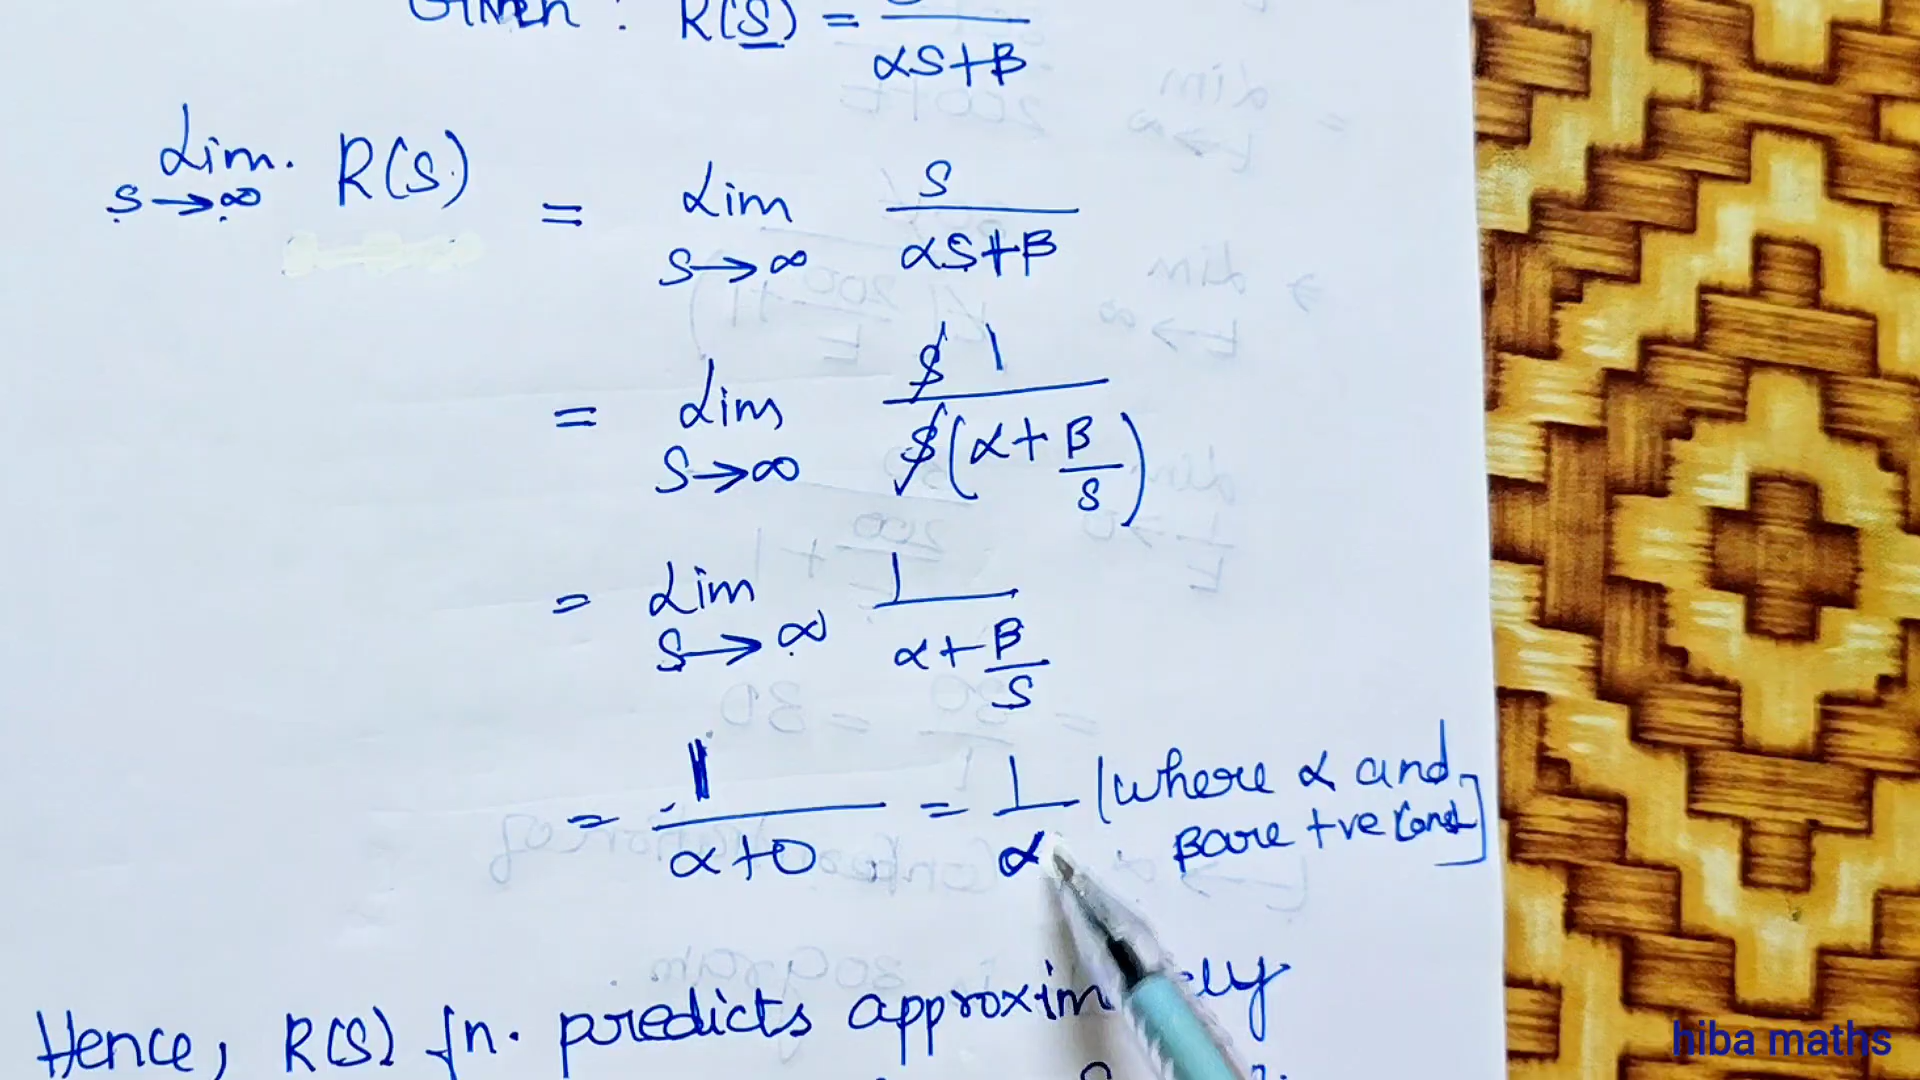 Given : R(S) = 
αS+β
Lim. R(S) = Lim S
S→∞ S→∞ αS+β
= Lim S 1
S→∞ S(α+β/S)
= Lim 1
S→∞ α+β/S
= 1/α+0 = 1/α [where α and
β are +ve const]
Hence, R(S) fn. predicts
hiba maths